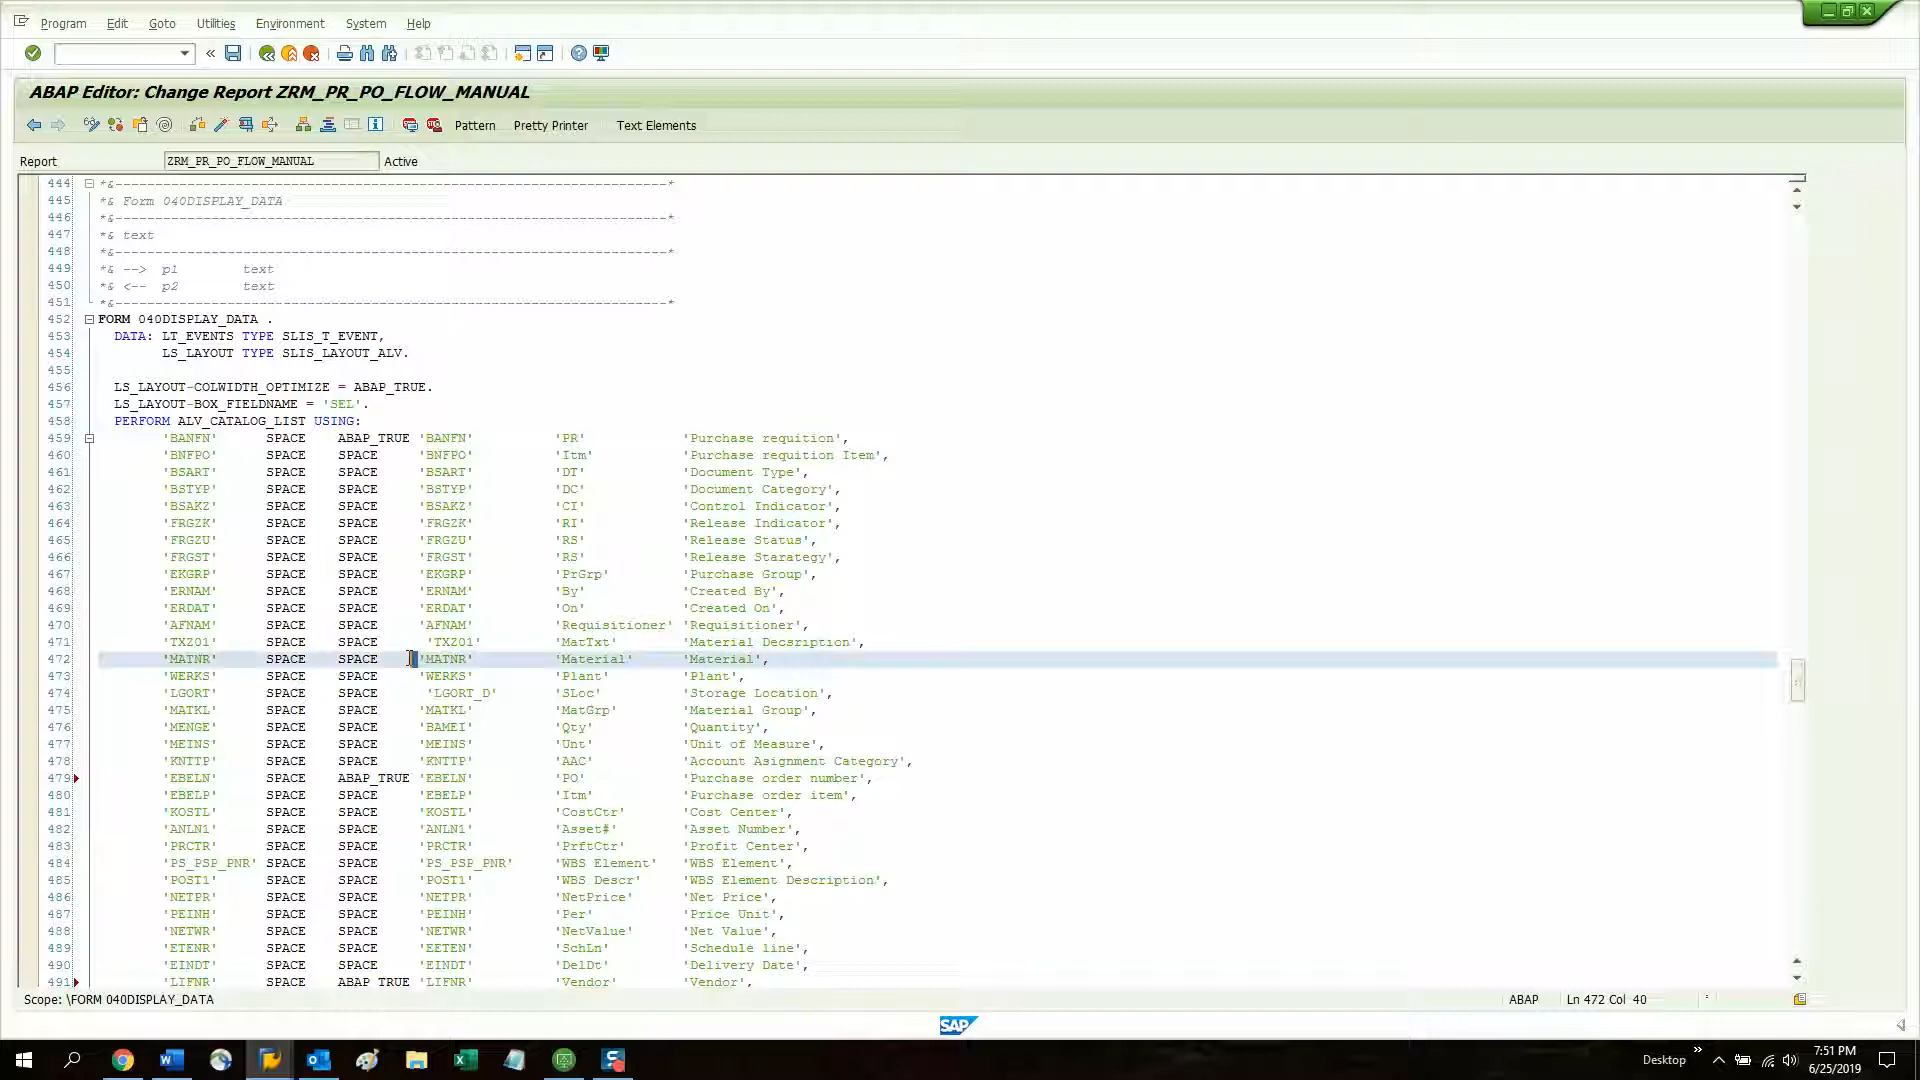 Program Edit Goto Utilities Environment System Help
ABAP Editor: Change Report ZRM_PR_PO_FLOW_MANUAL
Pattern Pretty Printer Text Elements
Report ZRM_PR_PO_FLOW_MANUAL Active
444 *&---------------------------------------------------------------------*
445 *& Form 040DISPLAY_DATA
446 *&---------------------------------------------------------------------*
447 *& text
448 *&---------------------------------------------------------------------*
449 *& --> p1 text
450 *& <-- p2 text
451 *&---------------------------------------------------------------------*
452 FORM 040DISPLAY_DATA .
453 DATA: LT_EVENTS TYPE SLIS_T_EVENT,
454 LS_LAYOUT TYPE SLIS_LAYOUT_ALV.
455
456 LS_LAYOUT-COLWIDTH_OPTIMIZE = ABAP_TRUE.
457 LS_LAYOUT-BOX_FIELDNAME = 'SEL'.
458 PERFORM ALV_CATALOG_LIST USING:
459 'BANFN' SPACE ABAP_TRUE 'BANFN' 'PR' 'Purchase requition',
460 'BNFPO' SPACE SPACE 'BNFPO' 'Itm' 'Purchase requition Item',
461 'BSART' SPACE SPACE 'BSART' 'DT' 'Document Type',
462 'BSTYP' SPACE SPACE 'BSTYP' 'DC' 'Document Category',
463 'BSAKZ' SPACE SPACE 'BSAKZ' 'CI' 'Control Indicator',
464 'FRGZK' SPACE SPACE 'FRGZK' 'RI' 'Release Indicator',
465 'FRGZU' SPACE SPACE 'FRGZU' 'RS' 'Release Status',
466 'FRGST' SPACE SPACE 'FRGST' 'RS' 'Release Starategy',
467 'EKGRP' SPACE SPACE 'EKGRP' 'PrGrp' 'Purchase Group',
468 'ERNAM' SPACE SPACE 'ERNAM' 'By' 'Created By',
469 'ERDAT' SPACE SPACE 'ERDAT' 'On' 'Created On',
470 'AFNAM' SPACE SPACE 'AFNAM' 'Requisitioner' 'Requisitioner',
471 'TXZ01' SPACE SPACE 'TXZ01' 'MatTxt' 'Material Decsription',
472 'MATNR' SPACE SPACE 'MATNR' 'Material' 'Material',
473 'WERKS' SPACE SPACE 'WERKS' 'Plant' 'Plant',
474 'LGORT' SPACE SPACE 'LGORT_D' 'SLoc' 'Storage Location',
475 'MATKL' SPACE SPACE 'MATKL' 'MatGrp' 'Material Group',
476 'MENGE' SPACE SPACE 'BAMEI' 'Qty' 'Quantity',
477 'MEINS' SPACE SPACE 'MEINS' 'Unt' 'Unit of Measure',
478 'KNTTP' SPACE SPACE 'KNTTP' 'AAC' 'Account Asignment Category',
479 'EBELN' SPACE ABAP_TRUE 'EBELN' 'PO' 'Purchase order number',
480 'EBELP' SPACE SPACE 'EBELP' 'Itm' 'Purchase order item',
481 'KOSTL' SPACE SPACE 'KOSTL' 'CostCtr' 'Cost Center',
482 'ANLN1' SPACE SPACE 'ANLN1' 'Asset#' 'Asset Number',
483 'PRCTR' SPACE SPACE 'PRCTR' 'PrftCtr' 'Profit Center',
484 'PS_PSP_PNR' SPACE SPACE 'PS_PSP_PNR' 'WBS Element' 'WBS Element',
485 'POST1' SPACE SPACE 'POST1' 'WBS Descr' 'WBS Element Description',
486 'NETPR' SPACE SPACE 'NETPR' 'NetPrice' 'Net Price',
487 'PEINH' SPACE SPACE 'PEINH' 'Per' 'Price Unit',
488 'NETWR' SPACE SPACE 'NETWR' 'NetValue' 'Net Value',
489 'ETENR' SPACE SPACE 'EETEN' 'SchLn' 'Schedule line',
490 'EINDT' SPACE SPACE 'EINDT' 'DelDt' 'Delivery Date',
491 'LIFNR' SPACE ABAP_TRUE 'LIFNR' 'Vendor' 'Vendor',
Scope: \FORM 040DISPLAY_DATA ABAP Ln 472 Col 40
SAP
Desktop 7:51 PM
6/25/2019